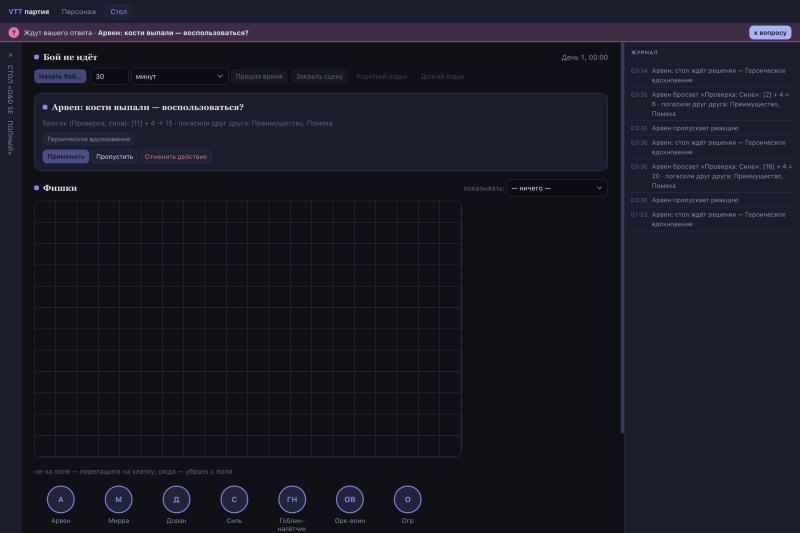 VTT партия Персонаж Стол
? Ждут вашего ответа · Арвен: кости выпали — воспользоваться? к вопросу
» СТОЛ «D&D 5E ПОЛНЫЙ»
Бой не идёт День 1, 00:00
Начать бой… 30 минут Прошло время Закрыть сцену Короткий отдых Долгий отдых
Арвен: кости выпали — воспользоваться?
Бросок (Проверка, сила): [11] + 4 → 15 · погасили друг друга: Преимущество, Помеха
Героическое вдохновение
Применить Пропустить Отменить действие
Фишки показывать: — ничего —
не на поле — перетащите на клетку; сюда — убрать с поля
А М Д С ГН ОВ О
Арвен Мирра Доран Силь Гоблин- Орк-воин Огр
налётчик
ЖУРНАЛ
03:34 Арвен: стол ждёт решения — Героическое
вдохновение
03:35 Арвен бросает «Проверка: Сила»: [2] + 4 =
6 · погасили друг друга: Преимущество,
Помеха
03:35 Арвен пропускает реакцию
03:36 Арвен: стол ждёт решения — Героическое
вдохновение
03:36 Арвен бросает «Проверка: Сила»: [16] + 4 =
20 · погасили друг друга: Преимущество,
Помеха
03:36 Арвен пропускает реакцию
01:52 Арвен: стол ждёт решения — Героическое
вдохновение